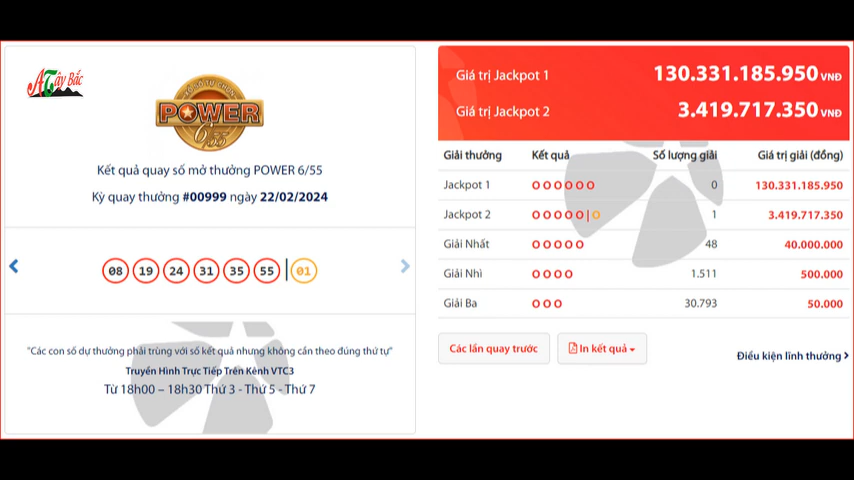 ATây Bắc
BỘ SỐ TỰ CHỌN
POWER
6/55
Kết quả quay số mở thưởng POWER 6/55
Kỳ quay thưởng #00999 ngày 22/02/2024
08 19 24 31 35 55 | 01
"Các con số dự thưởng phải trùng với số kết quả nhưng không cần theo đúng thứ tự"
Truyền Hình Trực Tiếp Trên Kênh VTC3
Từ 18h00 – 18h30 Thứ 3 - Thứ 5 - Thứ 7
Giá trị Jackpot 1 130.331.185.950 VNĐ
Giá trị Jackpot 2 3.419.717.350 VNĐ
Giải thưởng Kết quả Số lượng giải Giá trị giải (đồng)
Jackpot 1 O O O O O O 0 130.331.185.950
Jackpot 2 O O O O O | O 1 3.419.717.350
Giải Nhất O O O O O 48 40.000.000
Giải Nhì O O O O 1.511 500.000
Giải Ba O O O 30.793 50.000
Các lần quay trước In kết quả
Điều kiện lĩnh thưởng